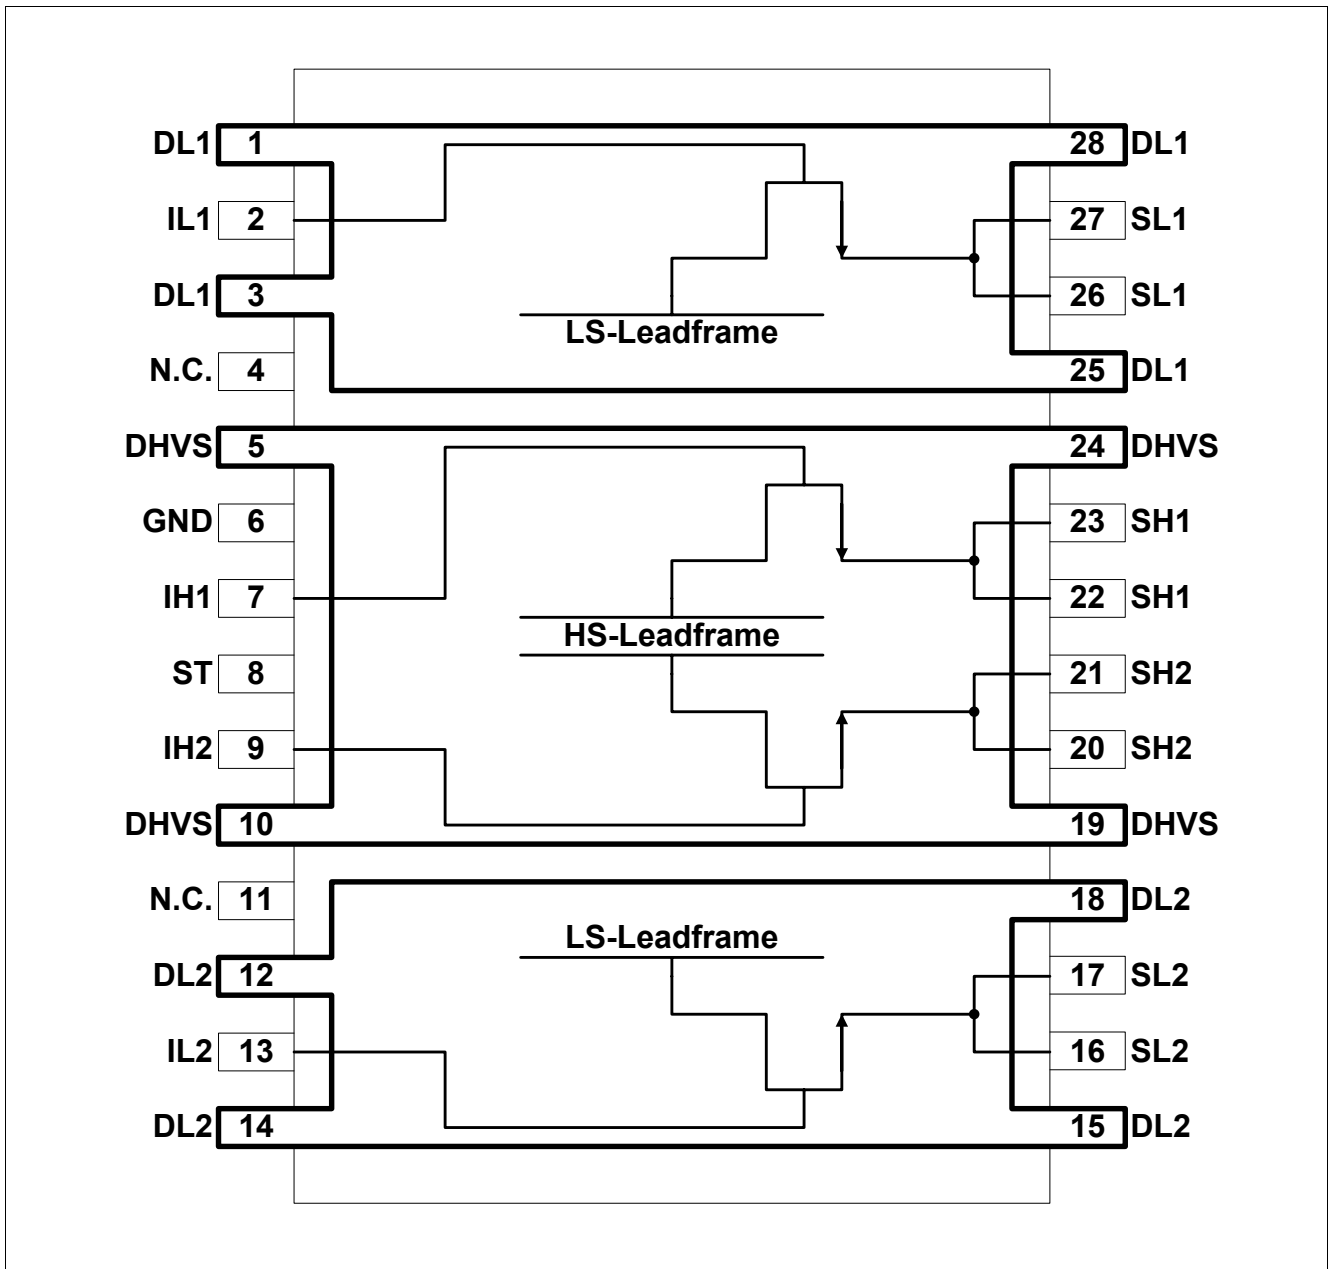 DL1 1 28 DL1
IL1 2 27 SL1
DL1 3 26 SL1
LS-Leadframe
N.C. 4 25 DL1
DHVS 5 24 DHVS
GND 6 23 SH1
IH1 7 22 SH1
HS-Leadframe
ST 8 21 SH2
IH2 9 20 SH2
DHVS 10 19 DHVS
N.C. 11 18 DL2
LS-Leadframe
DL2 12 17 SL2
IL2 13 16 SL2
DL2 14 15 DL2